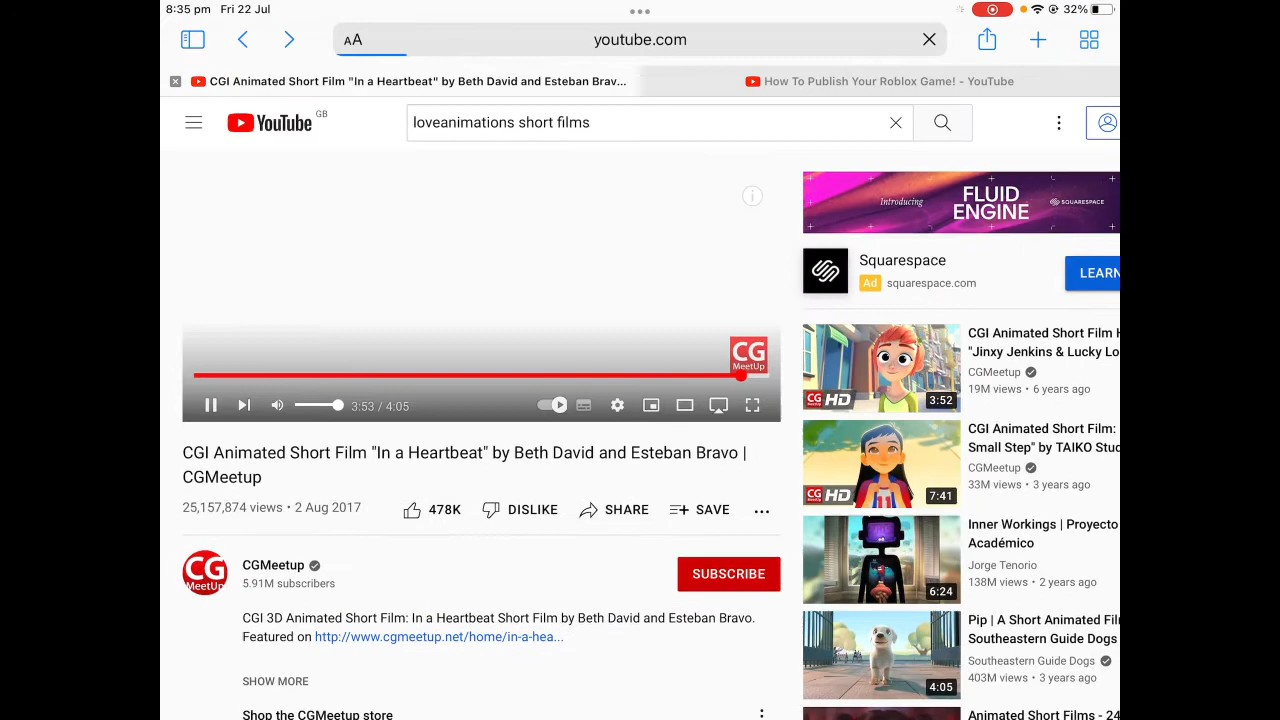 8:35 pm Fri 22 Jul
32%
AA
youtube.com
CGI Animated Short Film "In a Heartbeat" by Beth David and Esteban Brav...
How To Publish Your Roblox Game! - YouTube
YouTube GB
loveanimations short films
Introducing
FLUID
ENGINE
SQUARESPACE
Squarespace
Ad squarespace.com
LEARN
CG
MeetUp
3:53 / 4:05
CGI Animated Short Film "In a Heartbeat" by Beth David and Esteban Bravo |
CGMeetup
25,157,874 views • 2 Aug 2017
478K
DISLIKE
SHARE
SAVE
CG
MeetUp
CGMeetup
5.91M subscribers
SUBSCRIBE
CGI 3D Animated Short Film: In a Heartbeat Short Film by Beth David and Esteban Bravo.
Featured on http://www.cgmeetup.net/home/in-a-hea...
SHOW MORE
Shop the CGMeetup store
CGI Animated Short Film H
"Jinxy Jenkins & Lucky Lo
CGMeetup
19M views • 6 years ago
CG MeetUp HD
3:52
CGI Animated Short Film:
Small Step" by TAIKO Stud
CGMeetup
33M views • 3 years ago
CG MeetUp HD
7:41
Inner Workings | Proyecto
Académico
Jorge Tenorio
138M views • 2 years ago
6:24
Pip | A Short Animated Fil
Southeastern Guide Dogs
Southeastern Guide Dogs
403M views • 3 years ago
4:05
Animated Short Films - 24